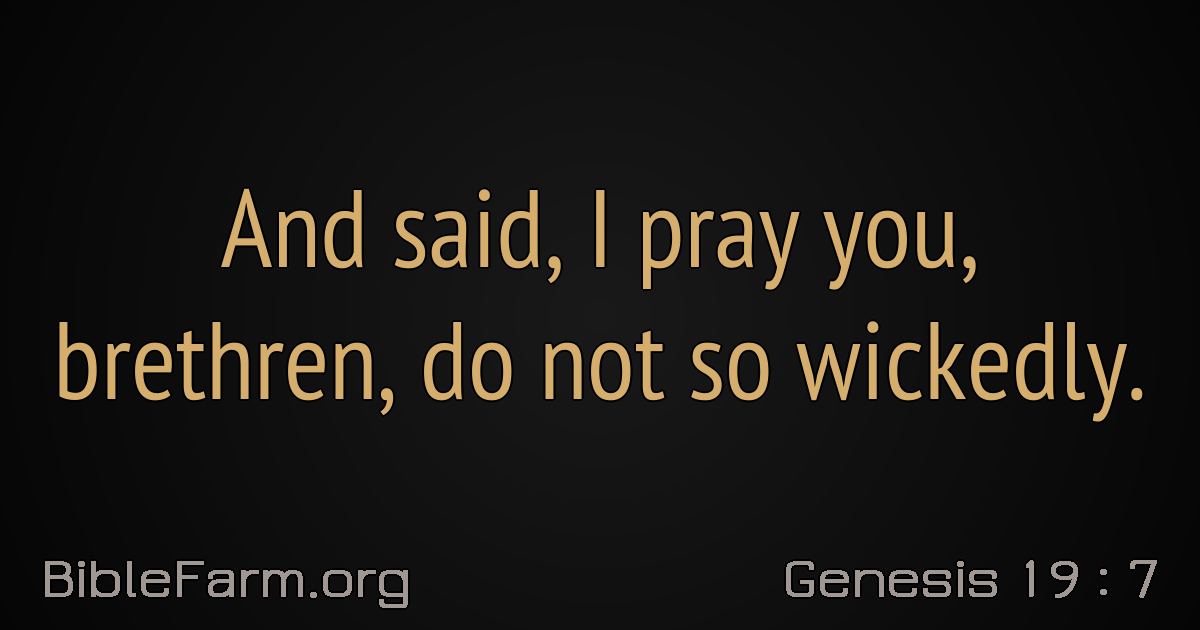 And said, I pray you,
brethren, do not so wickedly.
BibleFarm.org
Genesis 19 : 7